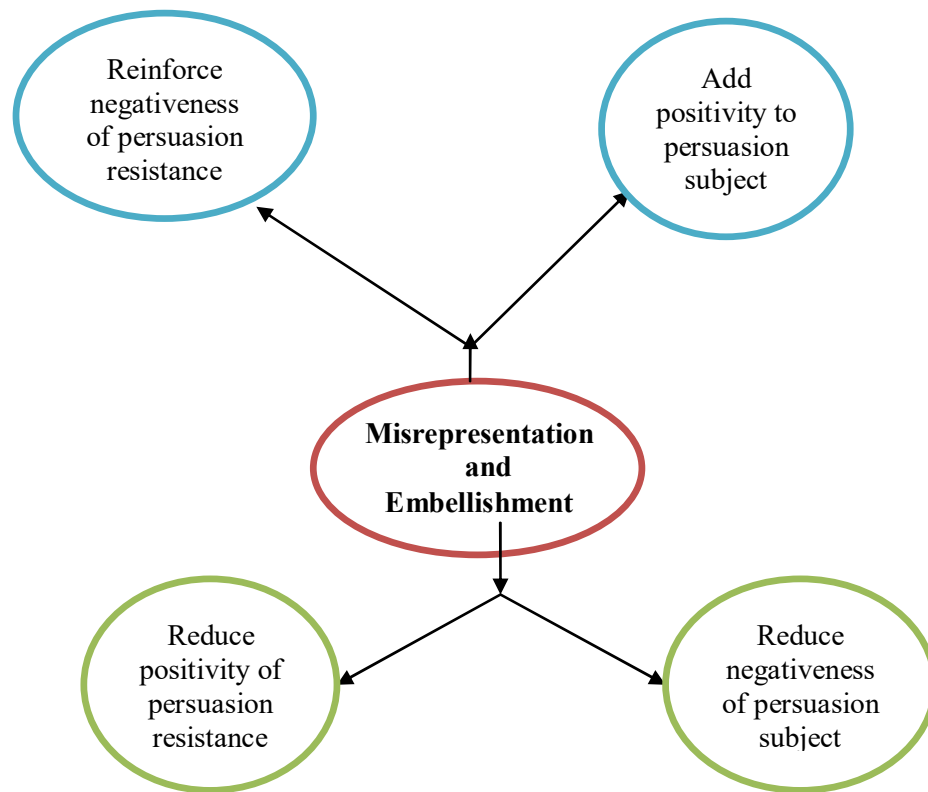 Reinforce
negativeness
of persuasion
resistance
Add
positivity to
persuasion
subject
Misrepresentation
and
Embellishment
Reduce
positivity of
persuasion
resistance
Reduce
negativeness
of persuasion
subject